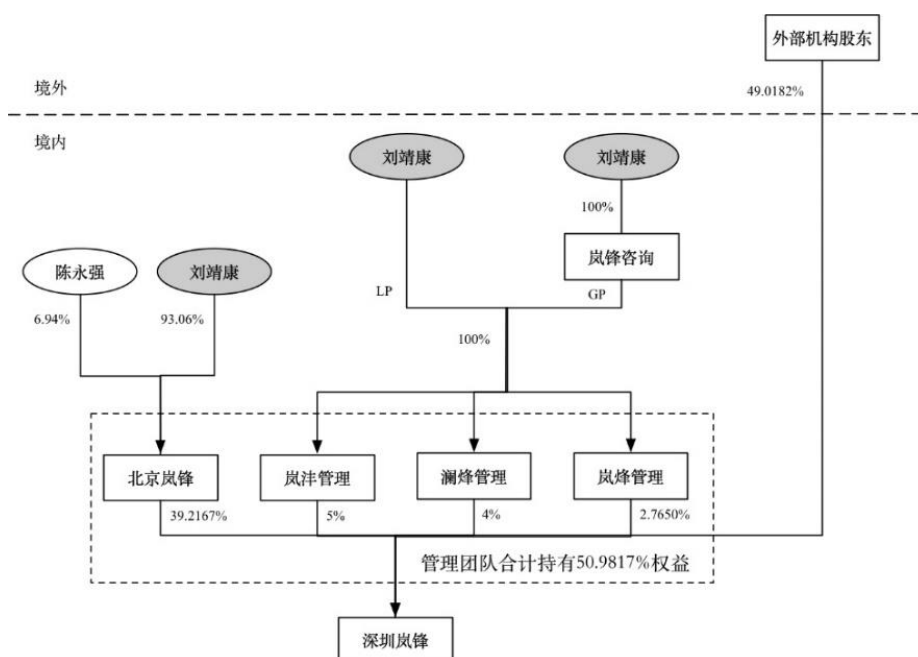 外部机构股东
境外
49.0182%
境内
刘靖康
刘靖康
100%
岚锋咨询
陈永强
刘靖康
LP
GP
6.94%
93.06%
100%
北京岚锋
岚沣管理
澜烽管理
岚烽管理
39.2167%
5%
4%
2.7650%
管理团队合计持有50.9817%权益
深圳岚锋